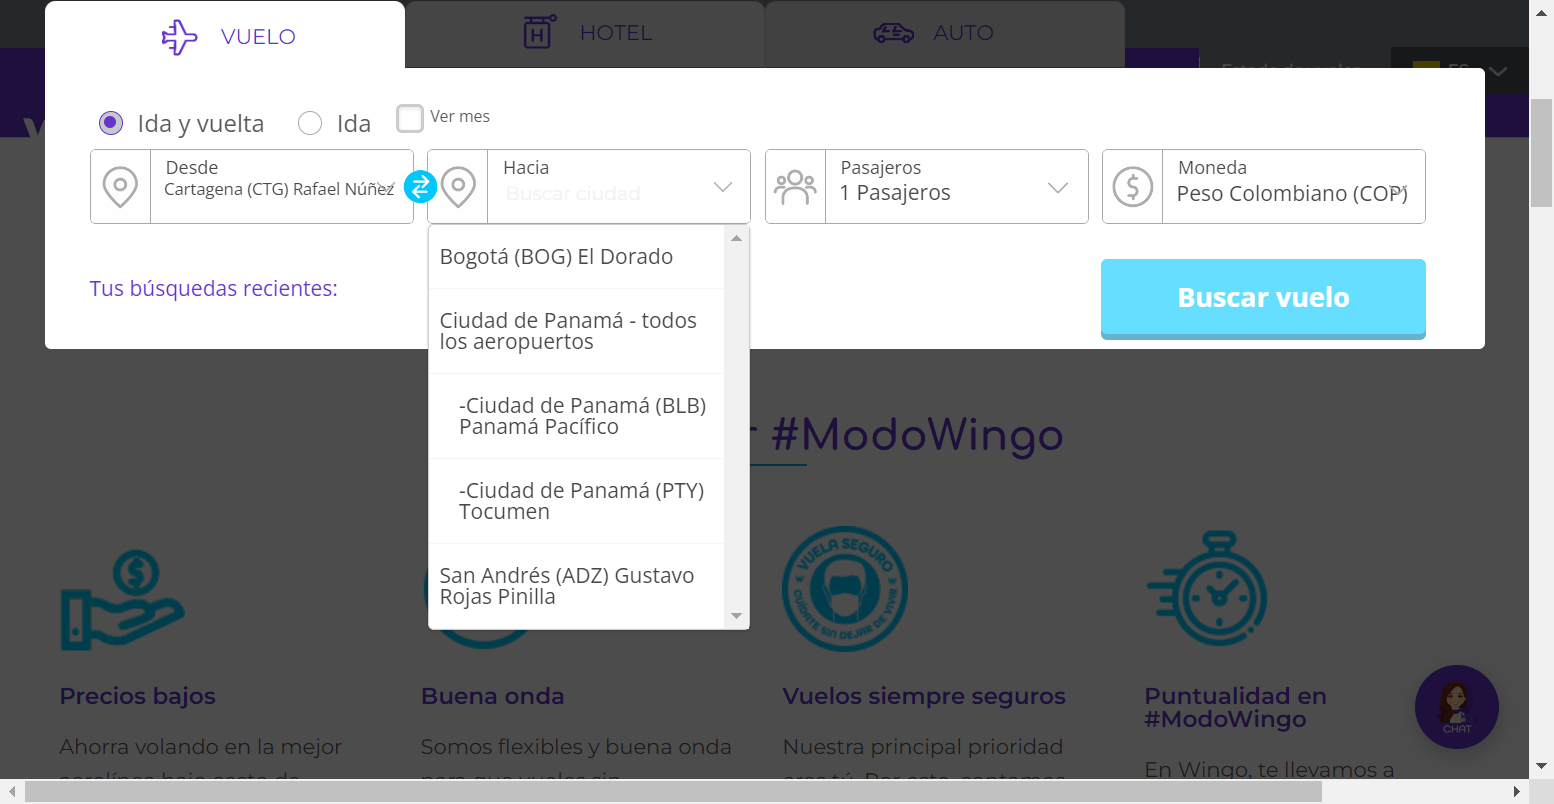 VUELO
HOTEL
AUTO
Estado de vuelos
ES
Ida y vuelta
Ida
Ver mes
Desde
Cartagena (CTG) Rafael Núñez
Hacia
Buscar ciudad
Pasajeros
1 Pasajeros
Moneda
Peso Colombiano (COP)
Bogotá (BOG) El Dorado
Ciudad de Panamá - todos
los aeropuertos
-Ciudad de Panamá (BLB)
Panamá Pacífico
-Ciudad de Panamá (PTY)
Tocumen
San Andrés (ADZ) Gustavo
Rojas Pinilla
Tus búsquedas recientes:
Buscar vuelo
#ModoWingo
VUELA SEGURO
CUÍDATE SIN DEJAR DE VIVIR
Precios bajos
Buena onda
Vuelos siempre seguros
Puntualidad en
#ModoWingo
Ahorra volando en la mejor
Somos flexibles y buena onda
Nuestra principal prioridad
En Wingo, te llevamos a
CHAT